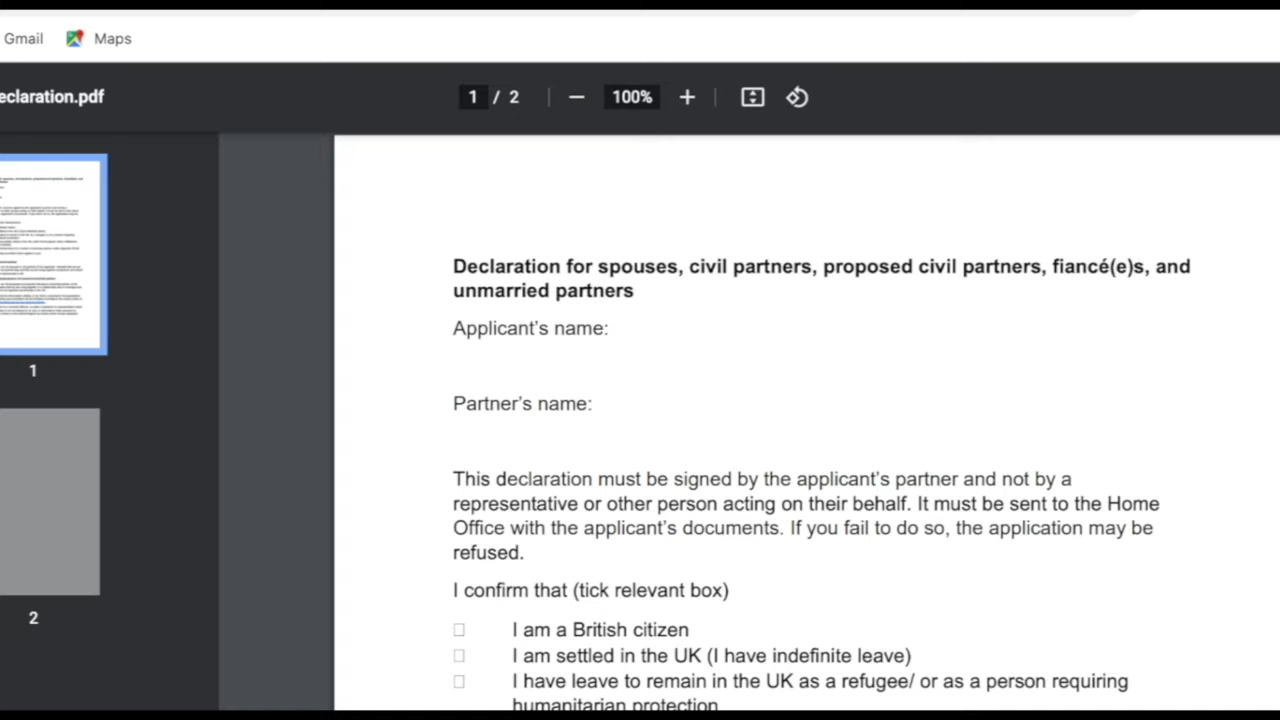 Gmail Maps
eclaration.pdf 1 / 2 100%
Declaration for spouses, civil partners, proposed civil partners, fiancé(e)s, and
unmarried partners
Applicant’s name:
1
Partner’s name:
This declaration must be signed by the applicant’s partner and not by a
representative or other person acting on their behalf. It must be sent to the Home
Office with the applicant’s documents. If you fail to do so, the application may be
refused.
I confirm that (tick relevant box)
2
I am a British citizen
I am settled in the UK (I have indefinite leave)
I have leave to remain in the UK as a refugee/ or as a person requiring
humanitarian protection